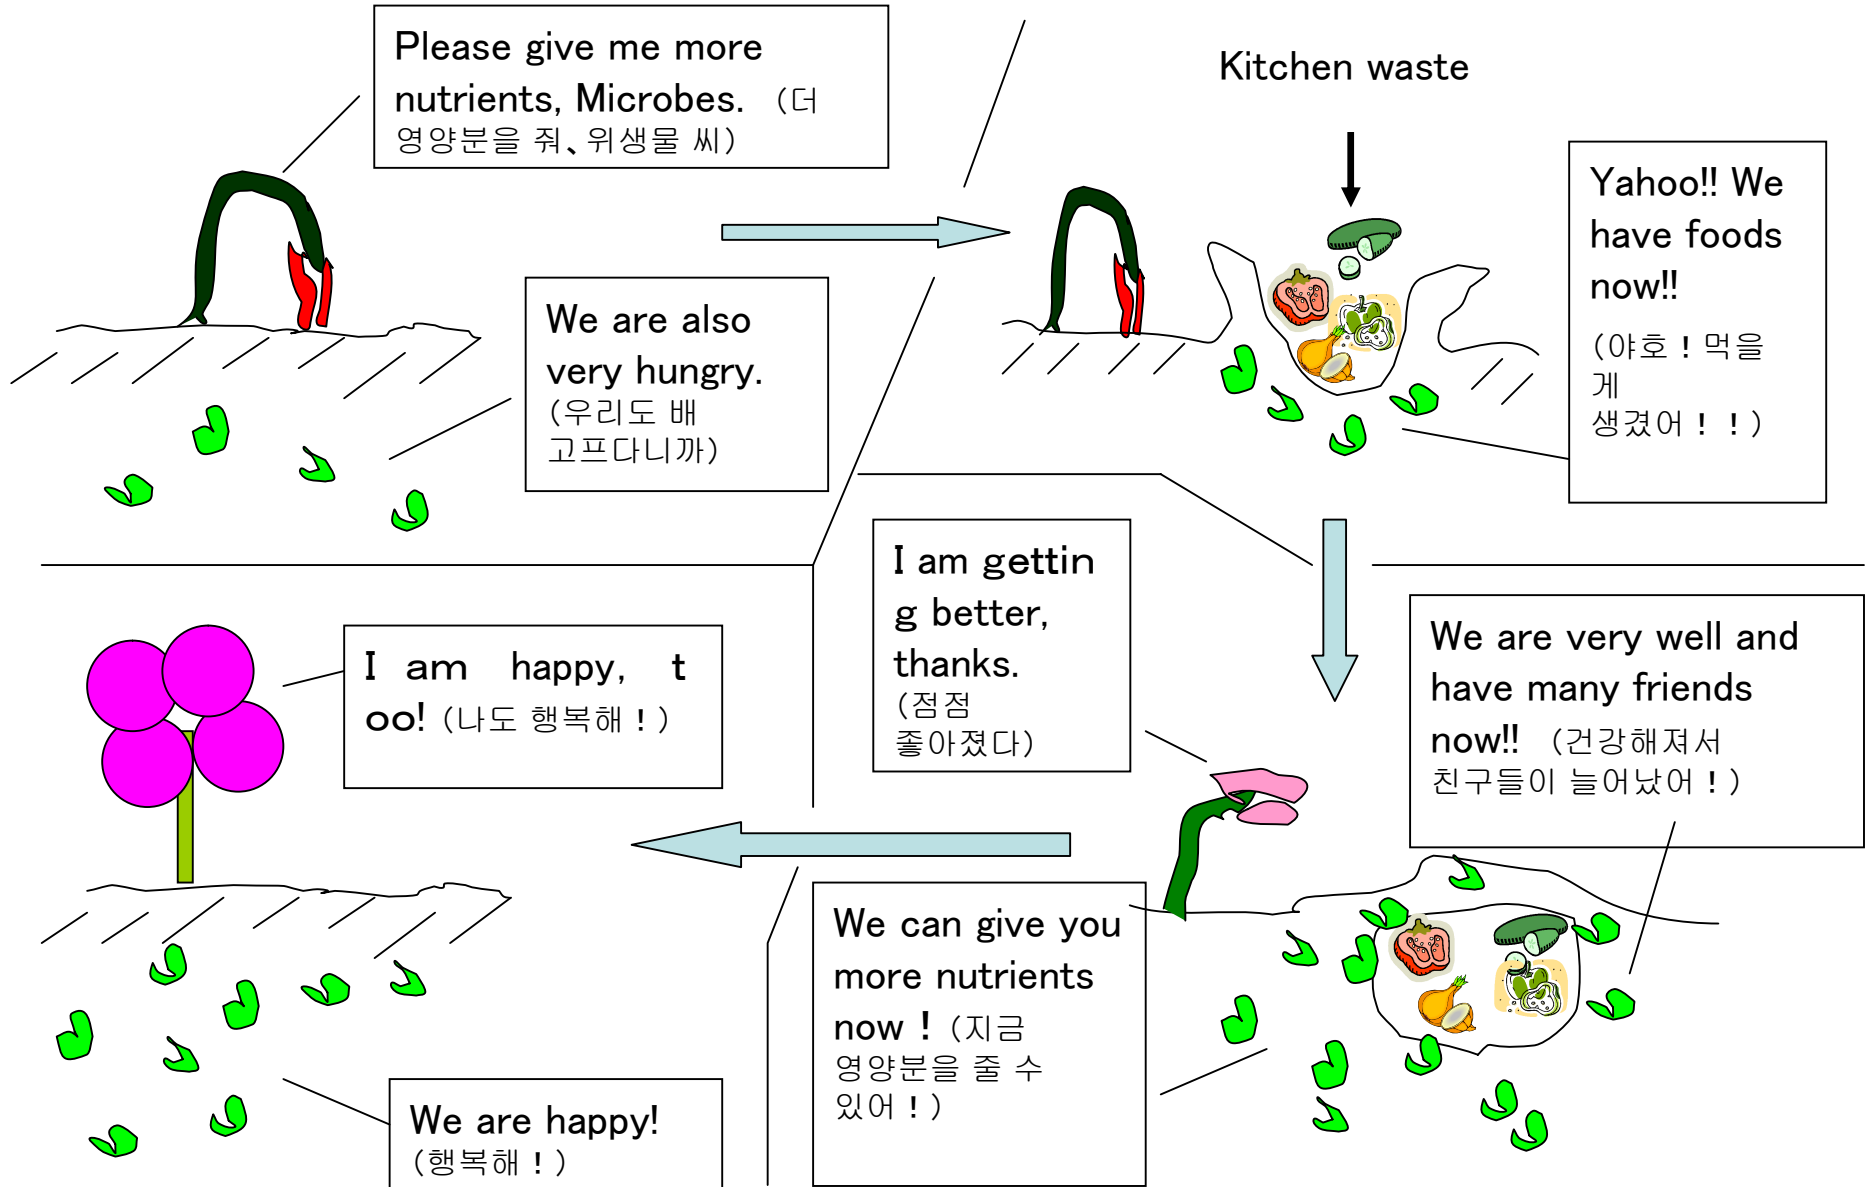 Please give me more
nutrients, Microbes. (더
영양분을 줘、위생물 씨)
We are also
very hungry.
(우리도 배
고프다니까)
Kitchen waste
Yahoo!! We
have foods
now!!
(야호！먹을
게
생겼어！！)
We are very well and
have many friends
now!! (건강해져서
친구들이 늘어났어！)
I am gettin
g better,
thanks.
(점점
좋아졌다)
We can give you
more nutrients
now！(지금
영양분을 줄 수
있어！)
I am happy, t
oo! (나도 행복해！)
We are happy!
(행복해！)